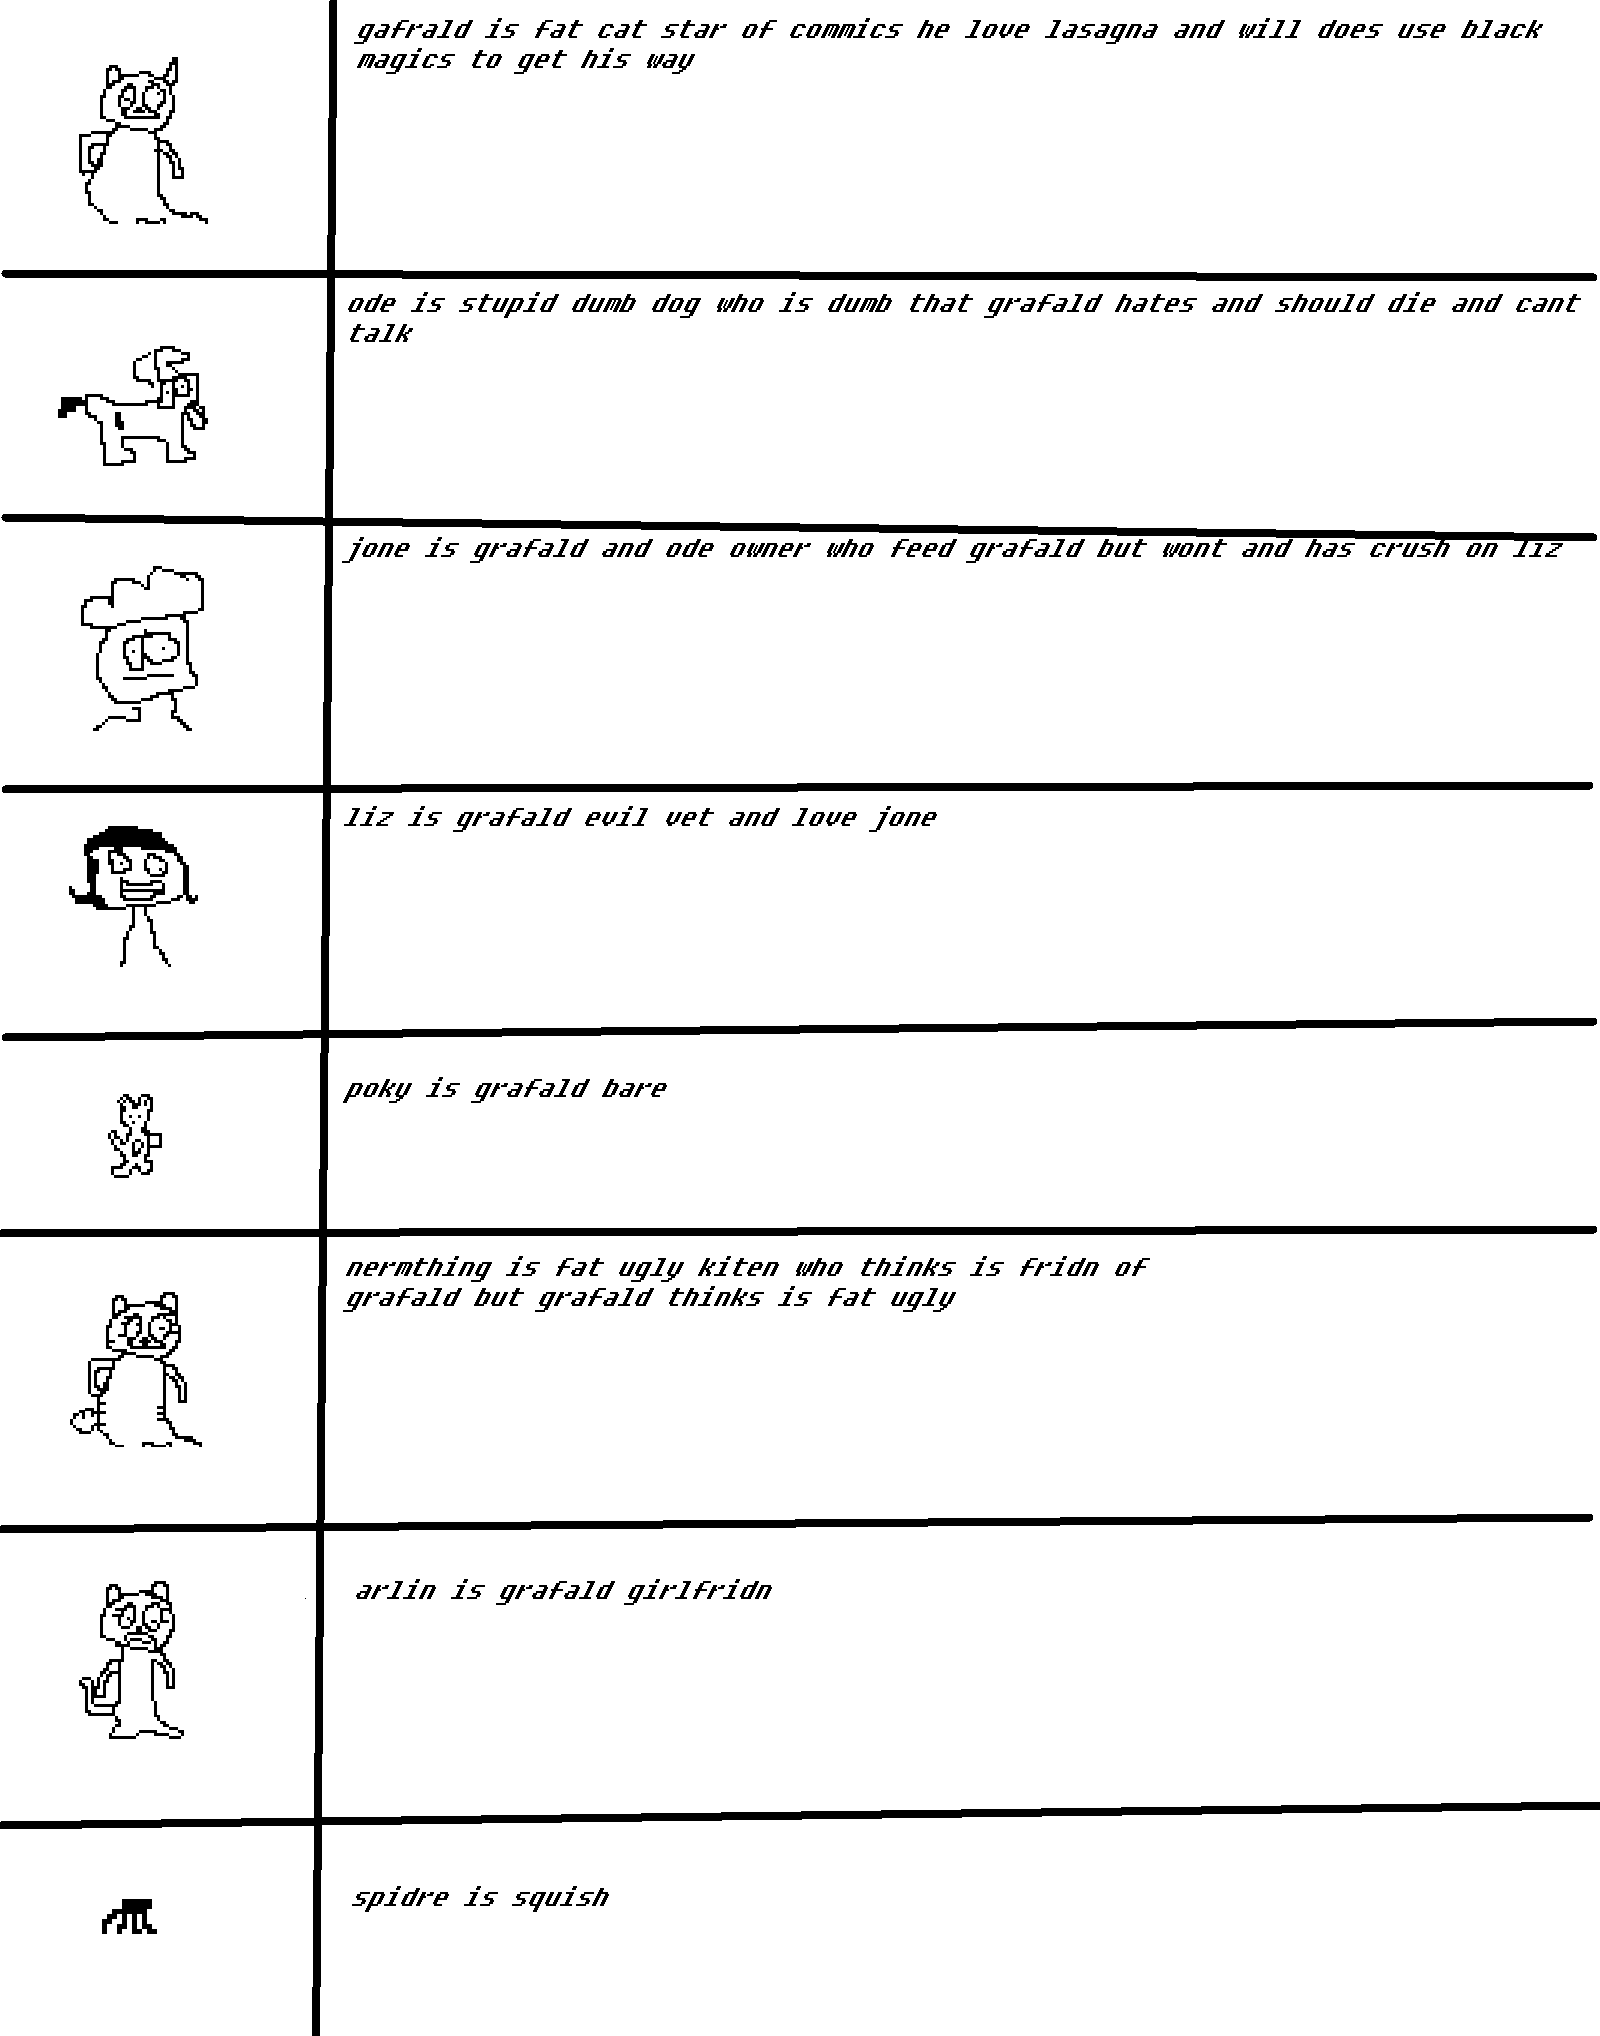 gafrald is fat cat star of commics he love lasagna and will does use black
magics to get his way
ode is stupid dumb dog who is dumb that grafald hates and should die and cant
talk
jone is grafald and ode owner who feed grafald but wont and has crush on liz
liz is grafald evil vet and love jone
poky is grafald bare
nermthing is fat ugly kiten who thinks is fridn of
grafald but grafald thinks is fat ugly
arlin is grafald girlfridn
spidre is squish